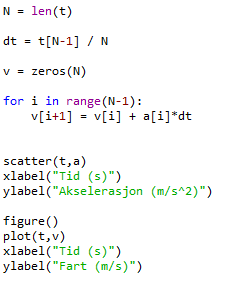 N = len(t)
dt = t[N-1] / N
v = zeros(N)
for i in range(N-1):
    v[i+1] = v[i] + a[i]*dt
scatter(t,a)
xlabel("Tid (s)")
ylabel("Akselerasjon (m/s^2)")
figure()
plot(t,v)
xlabel("Tid (s)")
ylabel("Fart (m/s)")